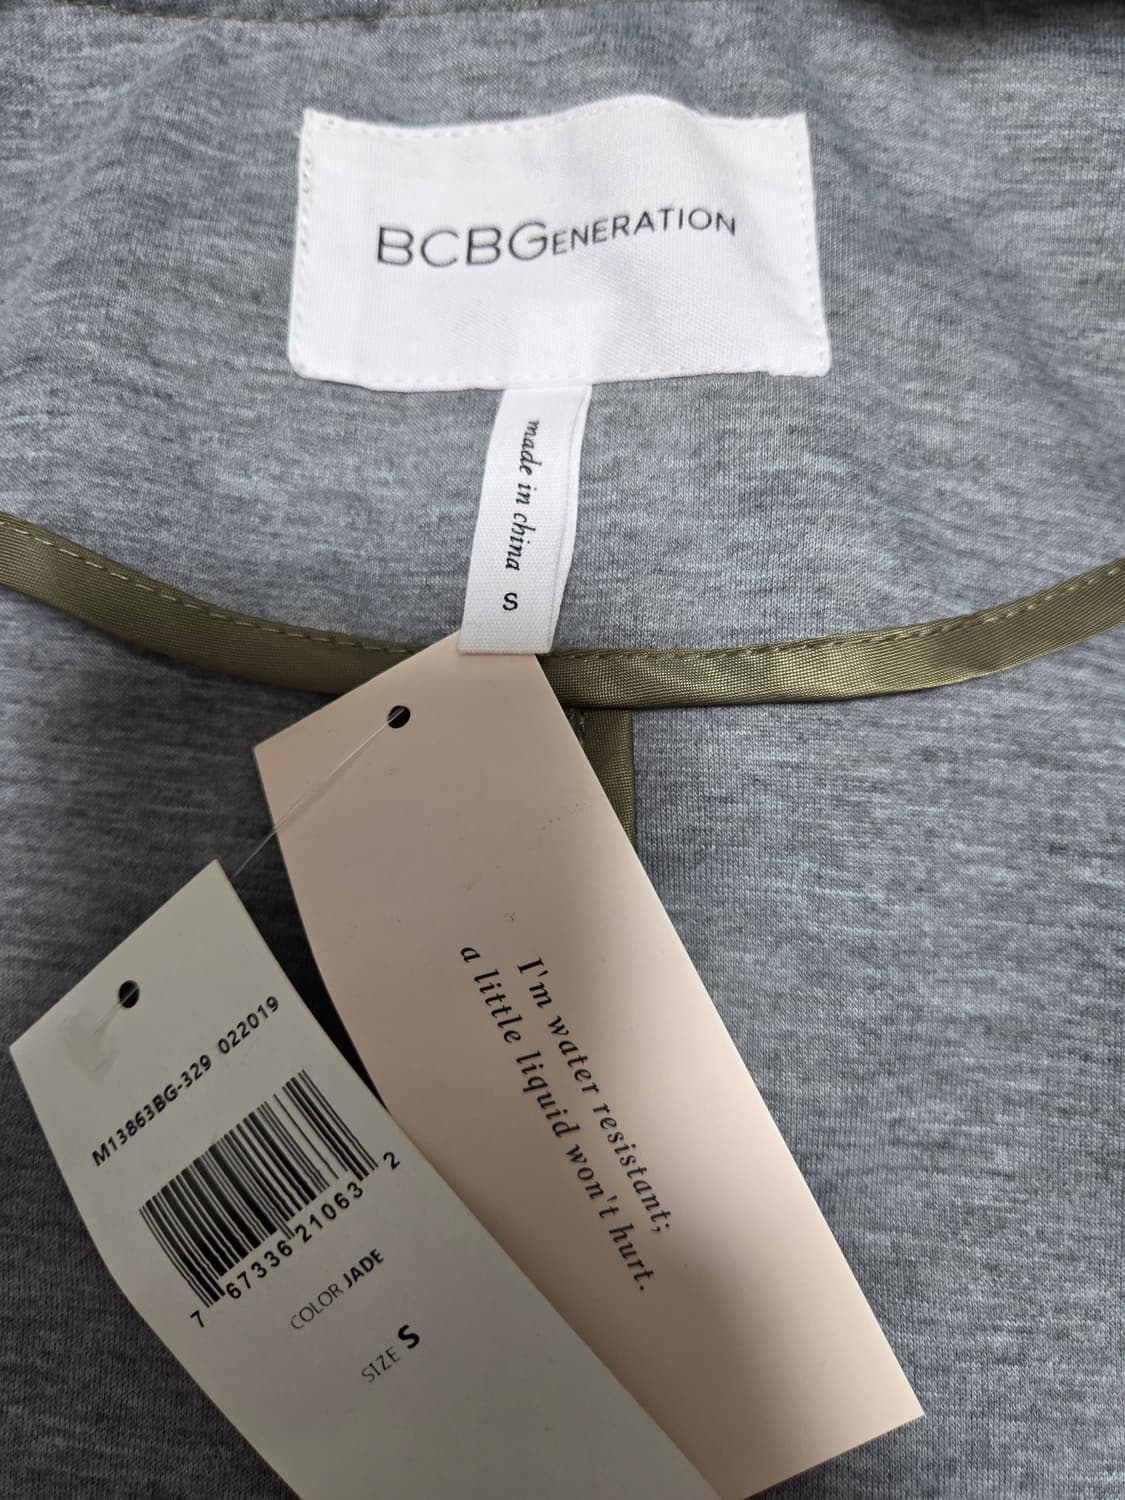 BCBGENERATION
made in china S
I'm water resistant;
a little liquid won't hurt.
M13863BG-329 022019
7 67336 21063 2
COLOR JADE
SIZE S